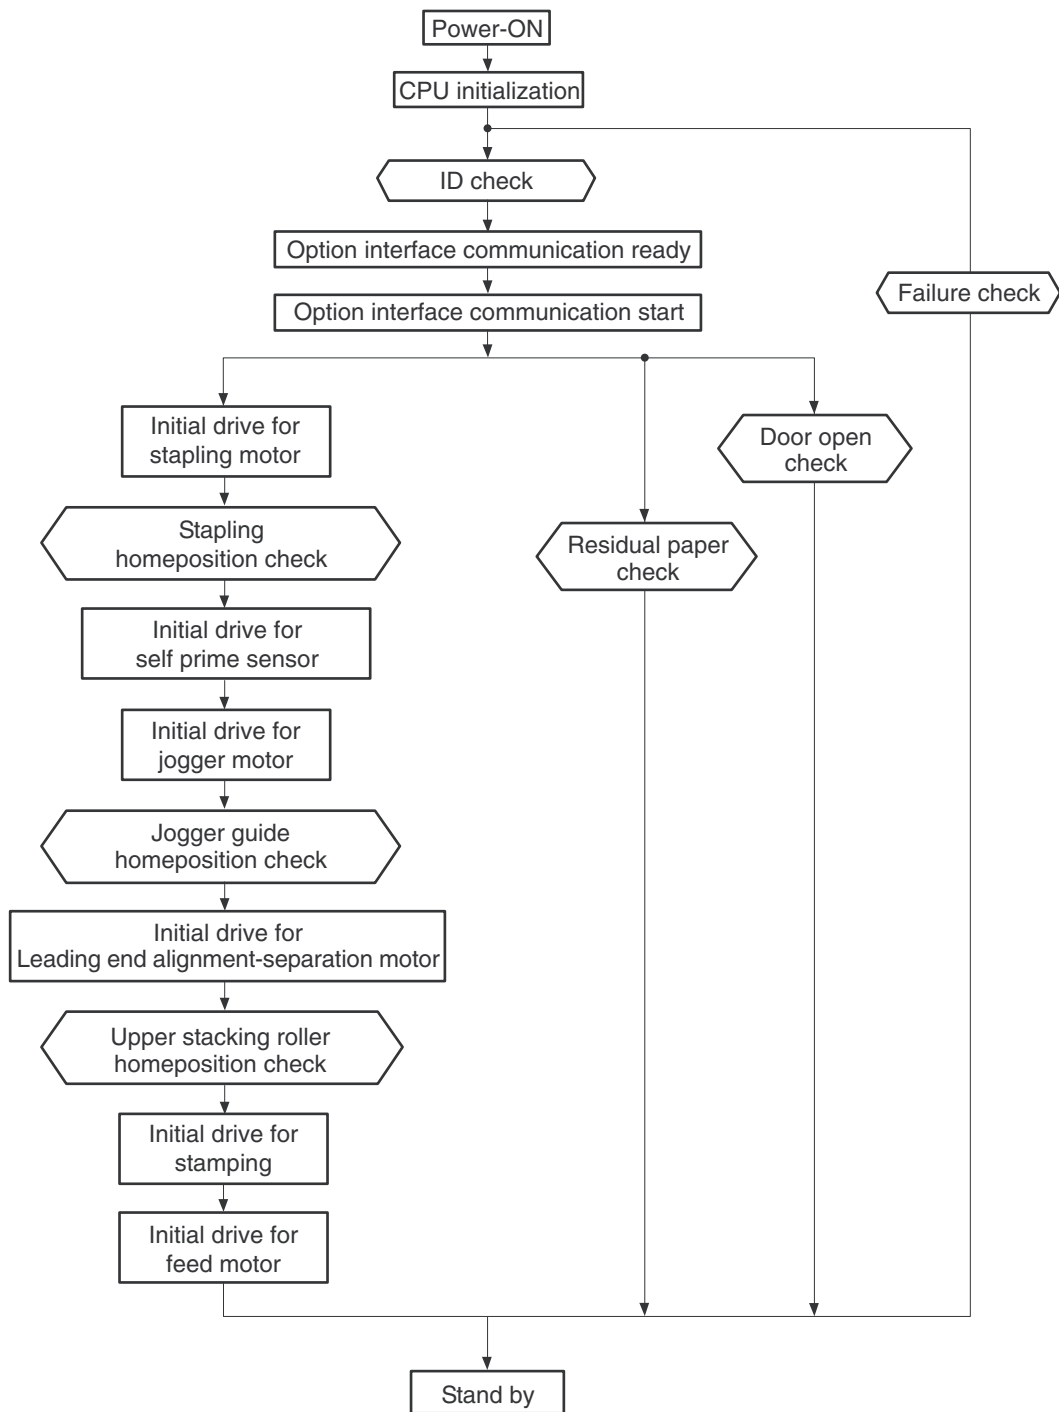 Power-ON
CPU initialization
ID check
Option interface communication ready
Failure check
Option interface communication start
Initial drive for
stapling motor
Door open
check
Stapling
homeposition check
Residual paper
check
Initial drive for
self prime sensor
Initial drive for
jogger motor
Jogger guide
homeposition check
Initial drive for
Leading end alignment-separation motor
Upper stacking roller
homeposition check
Initial drive for
stamping
Initial drive for
feed motor
Stand by